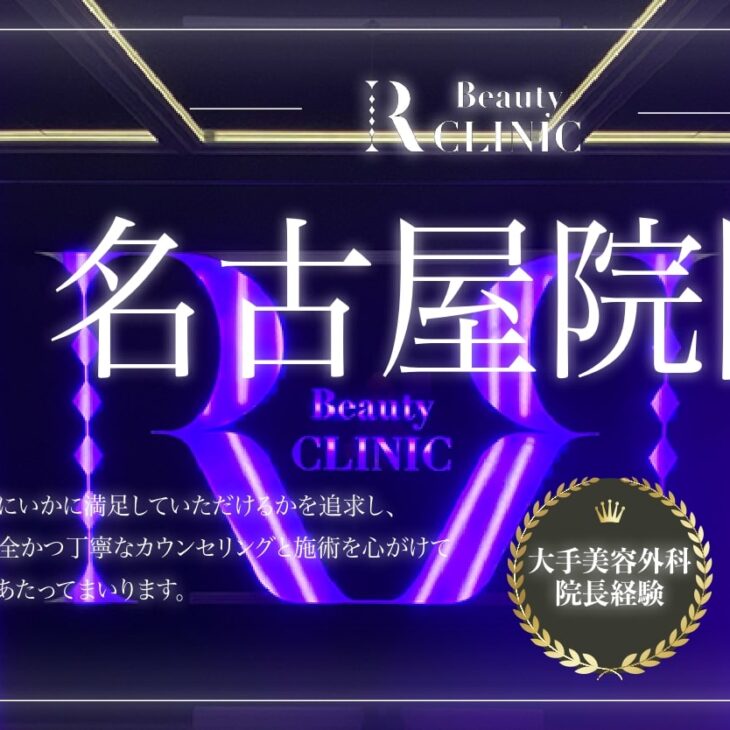 R Beauty
CLINIC
名古屋院
Beauty
CLINIC
にいかに満足していただけるかを追求し、
全かつ丁寧なカウンセリングと施術を心がけて
あたってまいります。
大手美容外科
院長経験